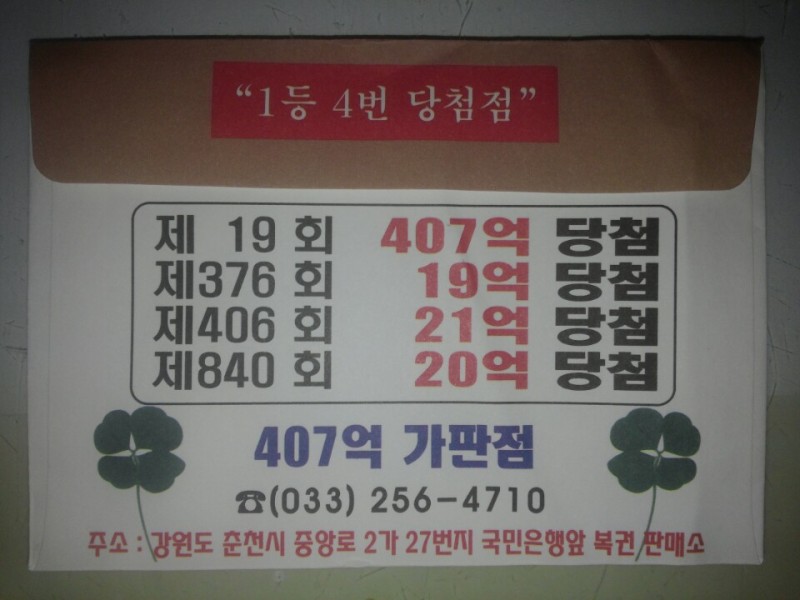 “1등 4번 당첨점”
제 19 회 407억 당첨
제376 회 19억 당첨
제406 회 21억 당첨
제840 회 20억 당첨
407억 가판점
☎(033) 256-4710
주소 : 강원도 춘천시 중앙로 2가 27번지 국민은행앞 복권 판매소